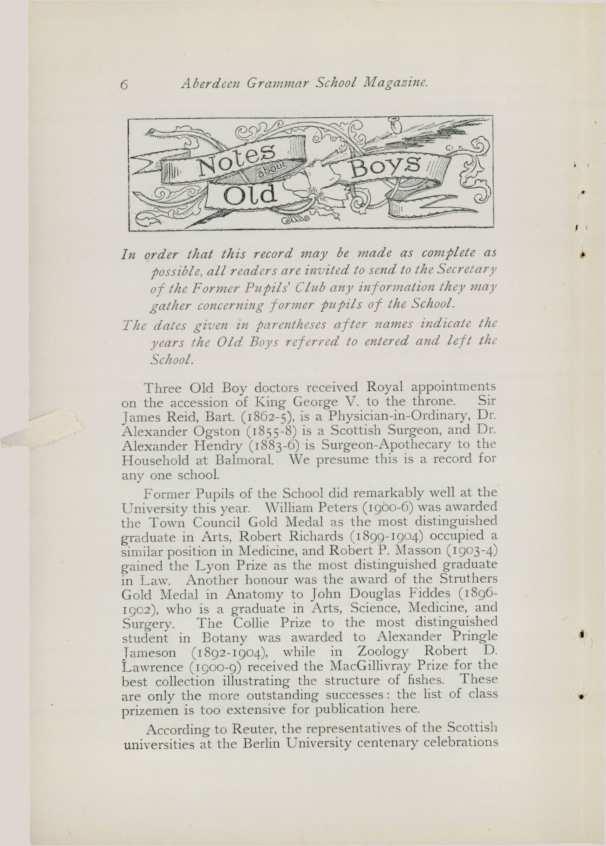 6 Aberdeen Grammar School Magazine.
Notes about Old Boys
In order that this record may be made as complete as
possible, all readers are invited to send to the Secretary
of the Former Pupils' Club any information they may
gather concerning former pupils of the School.
The dates given in parentheses after names indicate the
years the Old Boys referred to entered and left the
School.
Three Old Boy doctors received Royal appointments
on the accession of King George V. to the throne. Sir
James Reid, Bart. (1862-5), is a Physician-in-Ordinary, Dr.
Alexander Ogston (1855-8) is a Scottish Surgeon, and Dr.
Alexander Hendry (1883-6) is Surgeon-Apothecary to the
Household at Balmoral. We presume this is a record for
any one school.
Former Pupils of the School did remarkably well at the
University this year. William Peters (1900-6) was awarded
the Town Council Gold Medal as the most distinguished
graduate in Arts, Robert Richards (1899-1904) occupied a
similar position in Medicine, and Robert P. Masson (1903-4)
gained the Lyon Prize as the most distinguished graduate
in Law. Another honour was the award of the Struthers
Gold Medal in Anatomy to John Douglas Fiddes (1896-
1902), who is a graduate in Arts, Science, Medicine, and
Surgery. The Collie Prize to the most distinguished
student in Botany was awarded to Alexander Pringle
Jameson (1892-1904), while in Zoology Robert D.
Lawrence (1900-9) received the MacGillivray Prize for the
best collection illustrating the structure of fishes. These
are only the more outstanding successes: the list of class
prizemen is too extensive for publication here.
According to Reuter, the representatives of the Scottish
universities at the Berlin University centenary celebrations